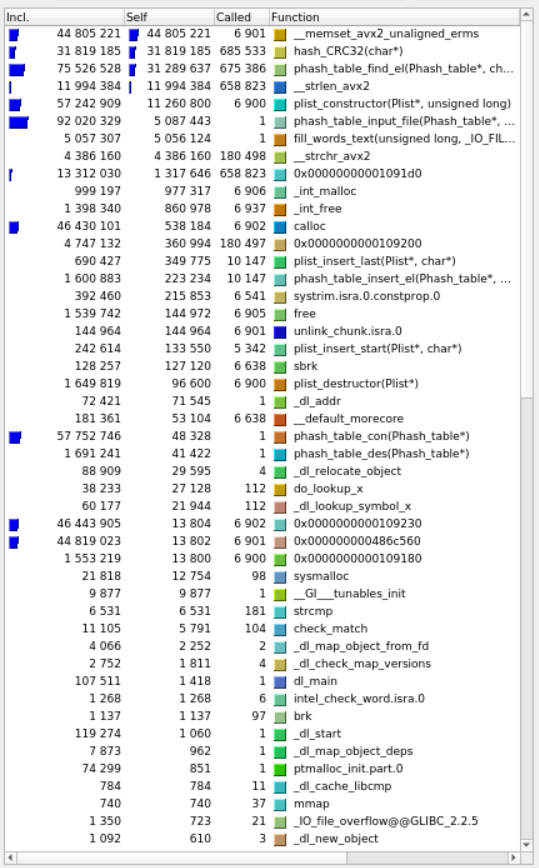 Incl. Self Called Function
44 805 221 44 805 221 6 901 __memset_avx2_unaligned_erms
31 819 185 31 819 185 685 533 hash_CRC32(char*)
75 526 528 31 289 637 675 386 phash_table_find_el(Phash_table*, ch...
11 994 384 11 994 384 658 823 __strlen_avx2
57 242 909 11 260 800 6 900 plist_constructor(Plist*, unsigned long)
92 020 329 5 087 443 1 phash_table_input_file(Phash_table*, ...
5 057 307 5 056 124 1 fill_words_text(unsigned long, _IO_FIL...
4 386 160 4 386 160 180 498 __strchr_avx2
13 312 030 1 317 646 658 823 0x00000000001091d0
999 197 977 317 6 906 _int_malloc
1 398 340 860 978 6 937 _int_free
46 430 101 538 184 6 902 calloc
4 747 132 360 994 180 497 0x0000000000109200
690 427 349 775 10 147 plist_insert_last(Plist*, char*)
1 600 883 223 234 10 147 phash_table_insert_el(Phash_table*, ...
392 460 215 853 6 541 systrim.isra.0.constprop.0
1 539 742 144 972 6 905 free
144 964 144 964 6 901 unlink_chunk.isra.0
242 614 133 550 5 342 plist_insert_start(Plist*, char*)
128 257 127 120 6 638 sbrk
1 649 819 96 600 6 900 plist_destructor(Plist*)
72 421 71 545 1 _dl_addr
181 361 53 104 6 638 __default_morecore
57 752 746 48 328 1 phash_table_con(Phash_table*)
1 691 241 41 422 1 phash_table_des(Phash_table*)
88 909 29 595 4 _dl_relocate_object
38 233 27 128 112 do_lookup_x
60 177 21 944 112 _dl_lookup_symbol_x
46 443 905 13 804 6 902 0x0000000000109230
44 819 023 13 802 6 901 0x000000000486c560
1 553 219 13 800 6 900 0x0000000000109180
21 818 12 754 98 sysmalloc
9 877 9 877 1 __GI___tunables_init
6 531 6 531 181 strcmp
11 105 5 791 104 check_match
4 066 2 252 2 _dl_map_object_from_fd
2 752 1 811 4 _dl_check_map_versions
107 511 1 418 1 dl_main
1 268 1 268 6 intel_check_word.isra.0
1 137 1 137 97 brk
119 274 1 060 1 _dl_start
7 873 962 1 _dl_map_object_deps
74 299 851 1 ptmalloc_init.part.0
784 784 11 _dl_cache_libcmp
740 740 37 mmap
1 350 723 21 _IO_file_overflow@@GLIBC_2.2.5
1 092 610 3 _dl_new_object